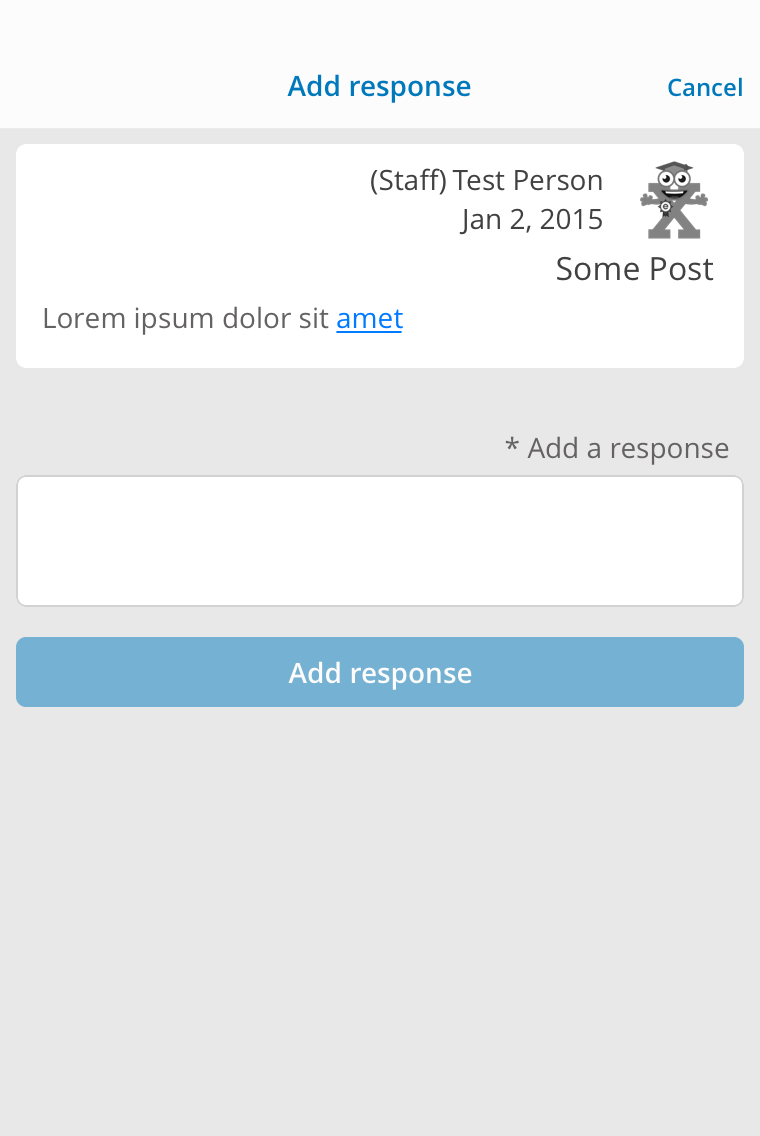 Add response
Cancel
(Staff) Test Person
Jan 2, 2015
Some Post
Lorem ipsum dolor sit amet
* Add a response
Add response